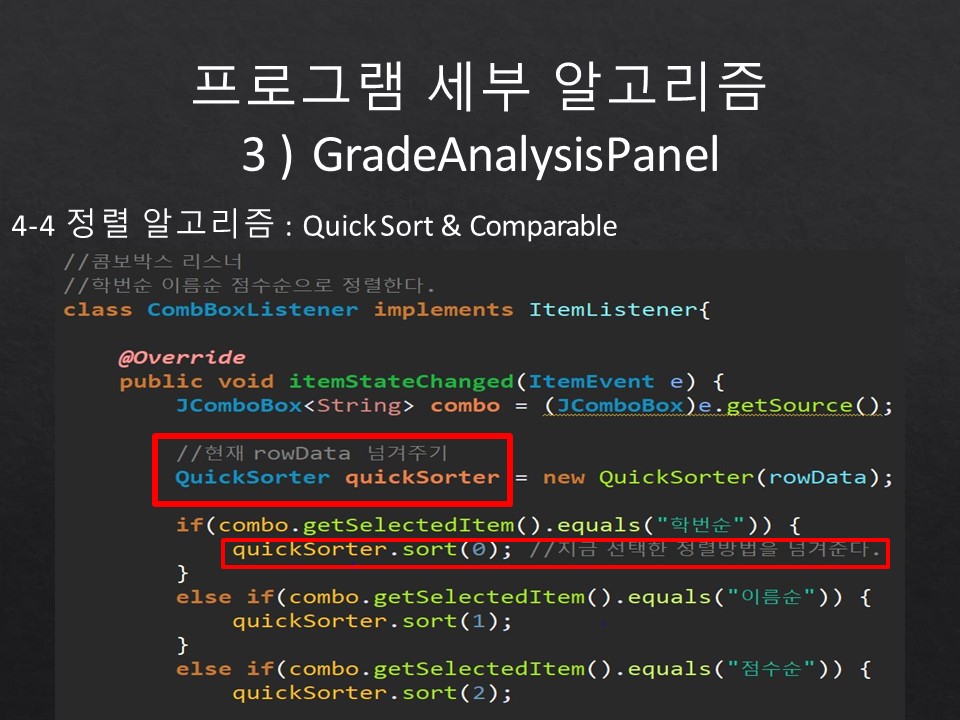 프로그램 세부 알고리즘
3 ) GradeAnalysisPanel
4-4 정렬 알고리즘 : Quick Sort & Comparable
//콤보박스 리스너
//학번순 이름순 점수순으로 정렬한다.
class CombBoxListener implements ItemListener{
@Override
public void itemStateChanged(ItemEvent e) {
JComboBox<String> combo = (JComboBox)e.getSource();
//현재 rowData 넘겨주기
QuickSorter quickSorter = new QuickSorter(rowData);
if(combo.getSelectedItem().equals("학번순")) {
quickSorter.sort(0); //지금 선택한 정렬방법을 넘겨준다.
}
else if(combo.getSelectedItem().equals("이름순")) {
quickSorter.sort(1);
}
else if(combo.getSelectedItem().equals("점수순")) {
quickSorter.sort(2);